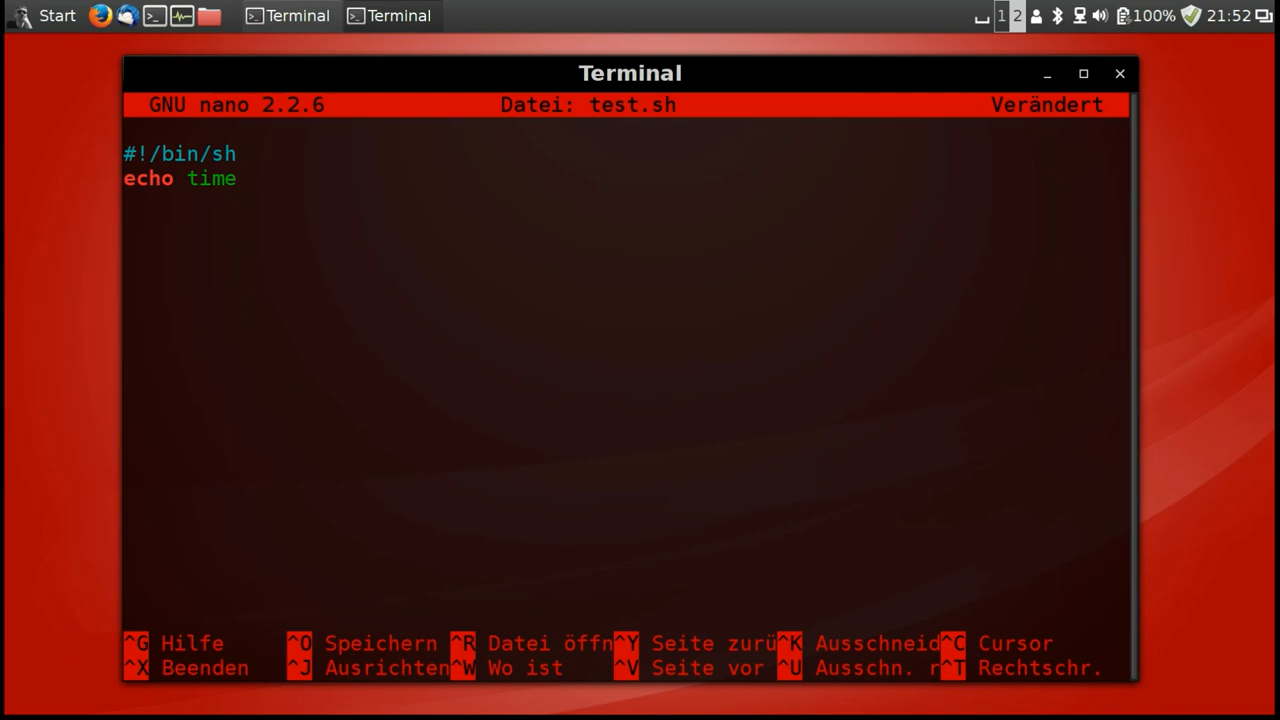 Start Terminal Terminal 1 2 100% 21:52
Terminal
GNU nano 2.2.6 Datei: test.sh Verändert
#!/bin/sh
echo time
^G Hilfe ^O Speichern ^R Datei öffn ^Y Seite zurü ^K Ausschneid ^C Cursor
^X Beenden ^J Ausrichten ^W Wo ist ^V Seite vor ^U Ausschn. r ^T Rechtschr.